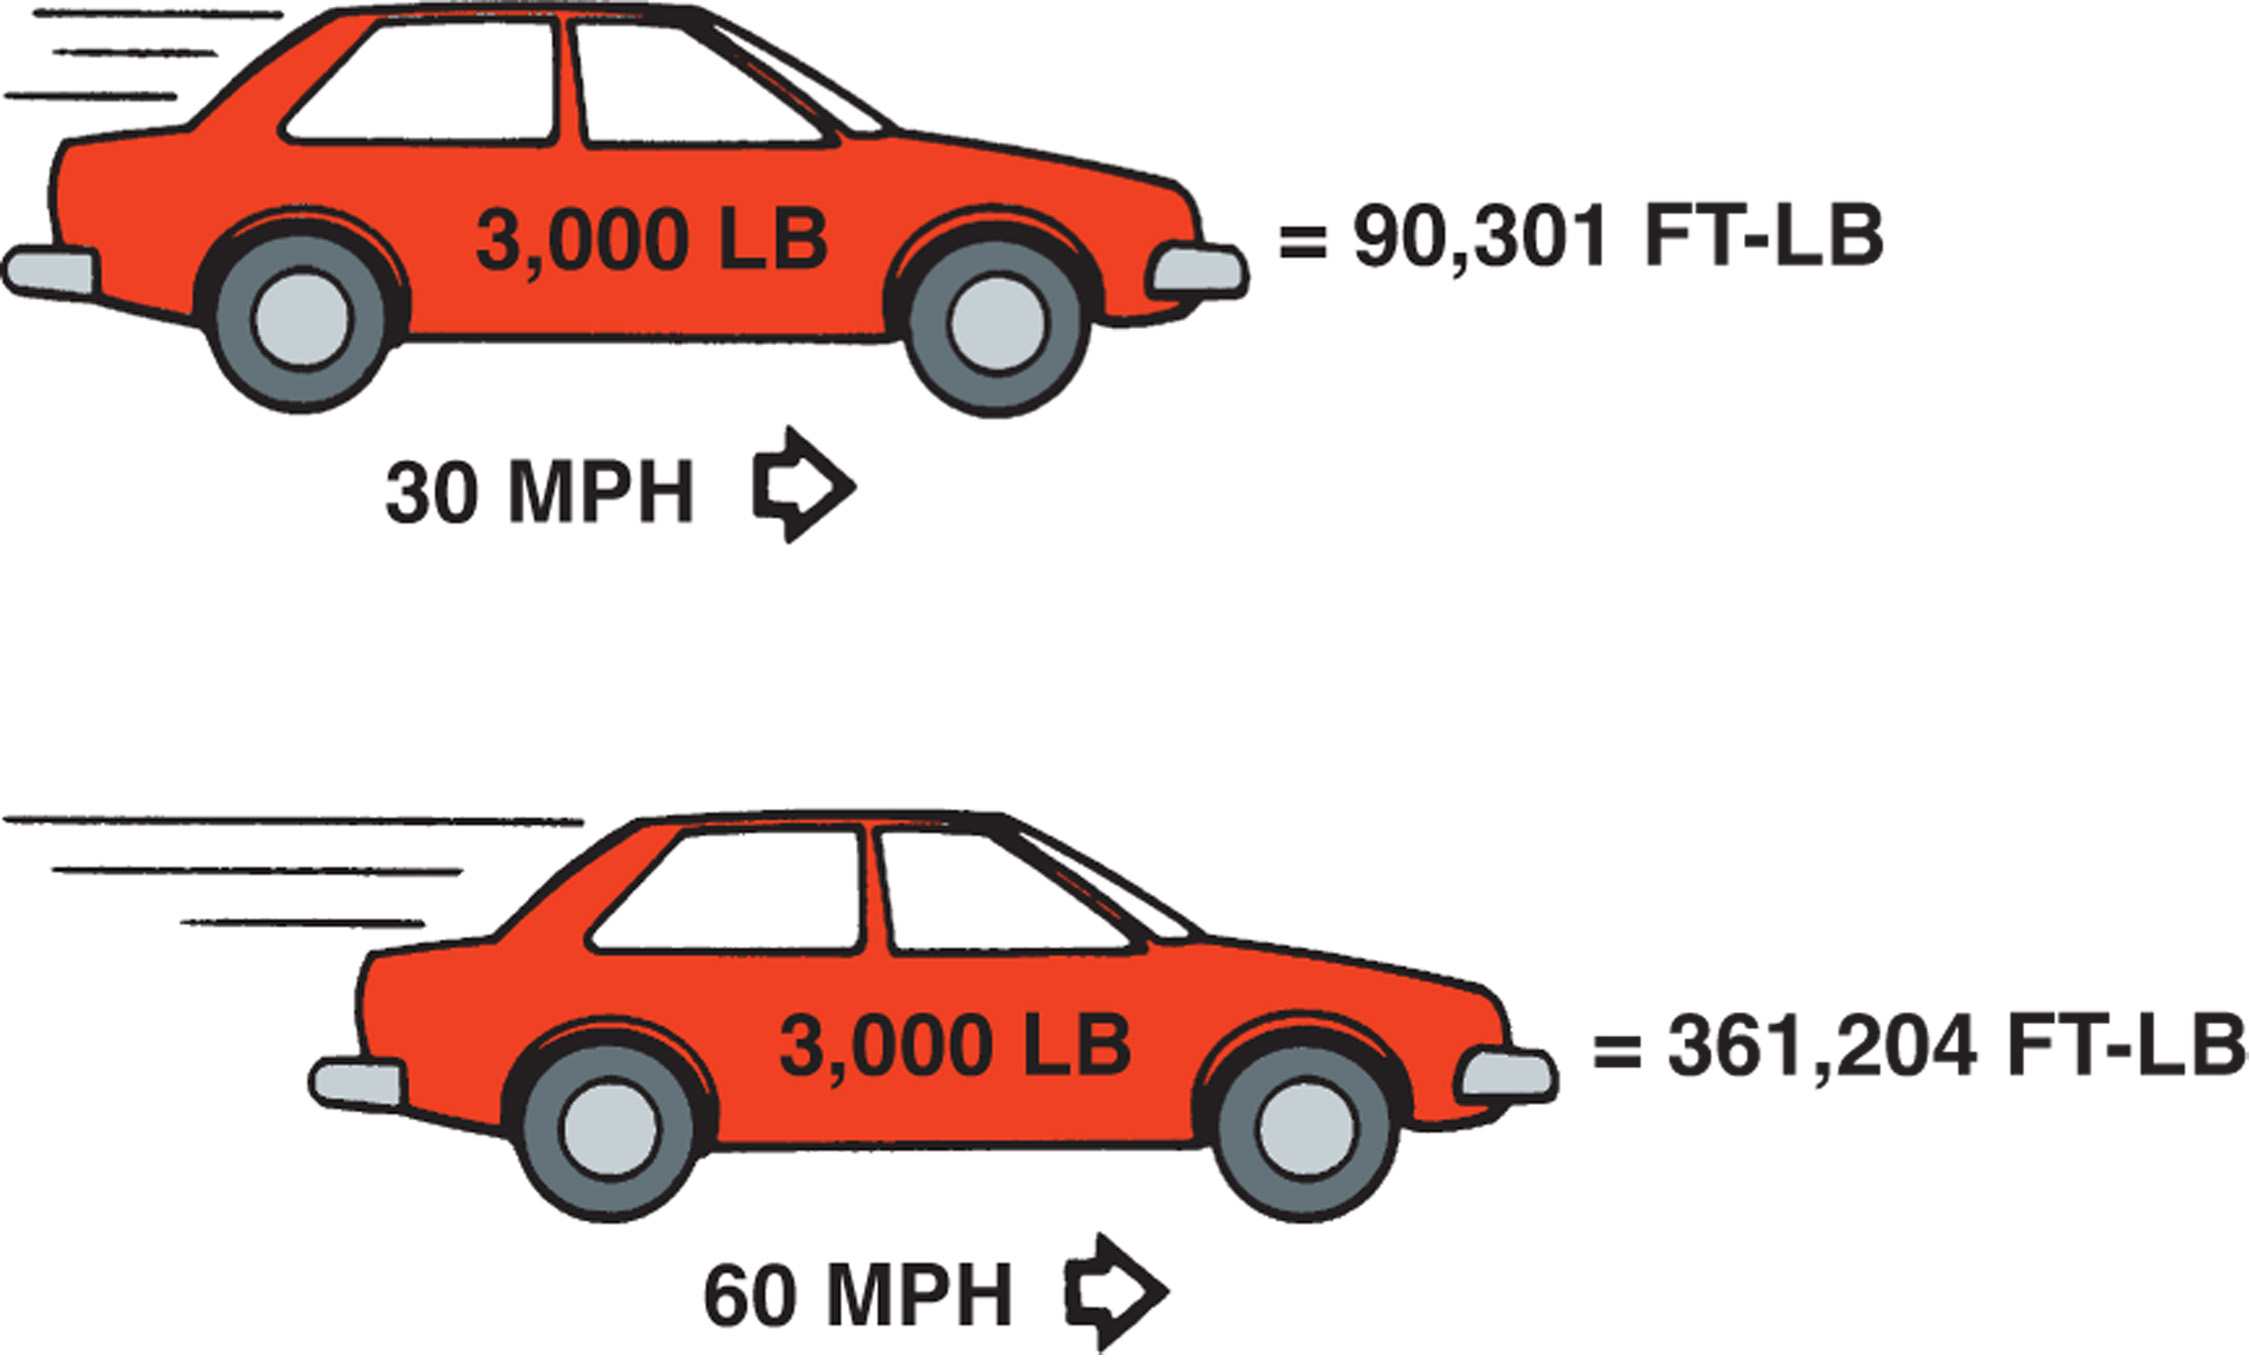 3,000 LB
= 90,301 FT-LB
30 MPH
3,000 LB
= 361,204 FT-LB
60 MPH